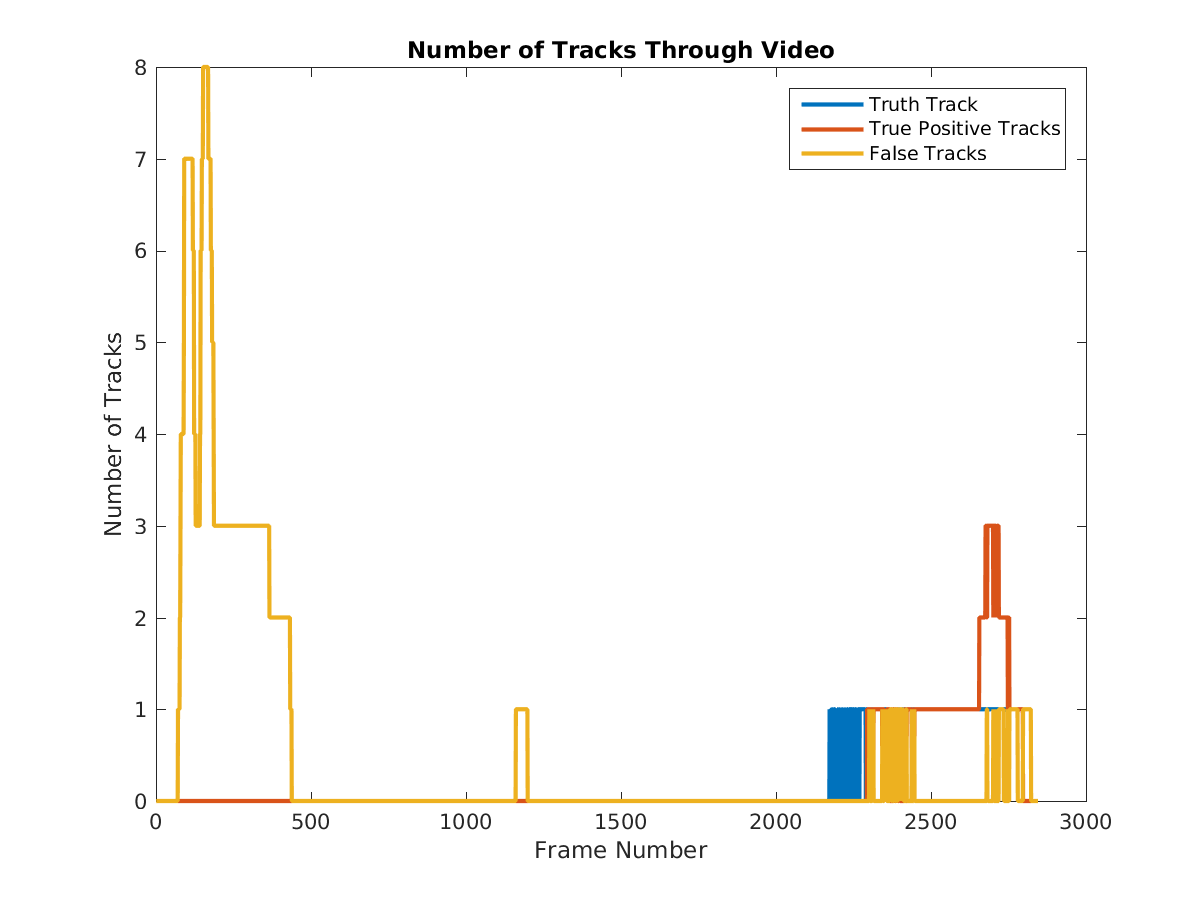 Number of Tracks Through Video
8
7
6
5
4
3
2
1
0
Number of Tracks
Truth Track
True Positive Tracks
False Tracks
0 500 1000 1500 2000 2500 3000
Frame Number